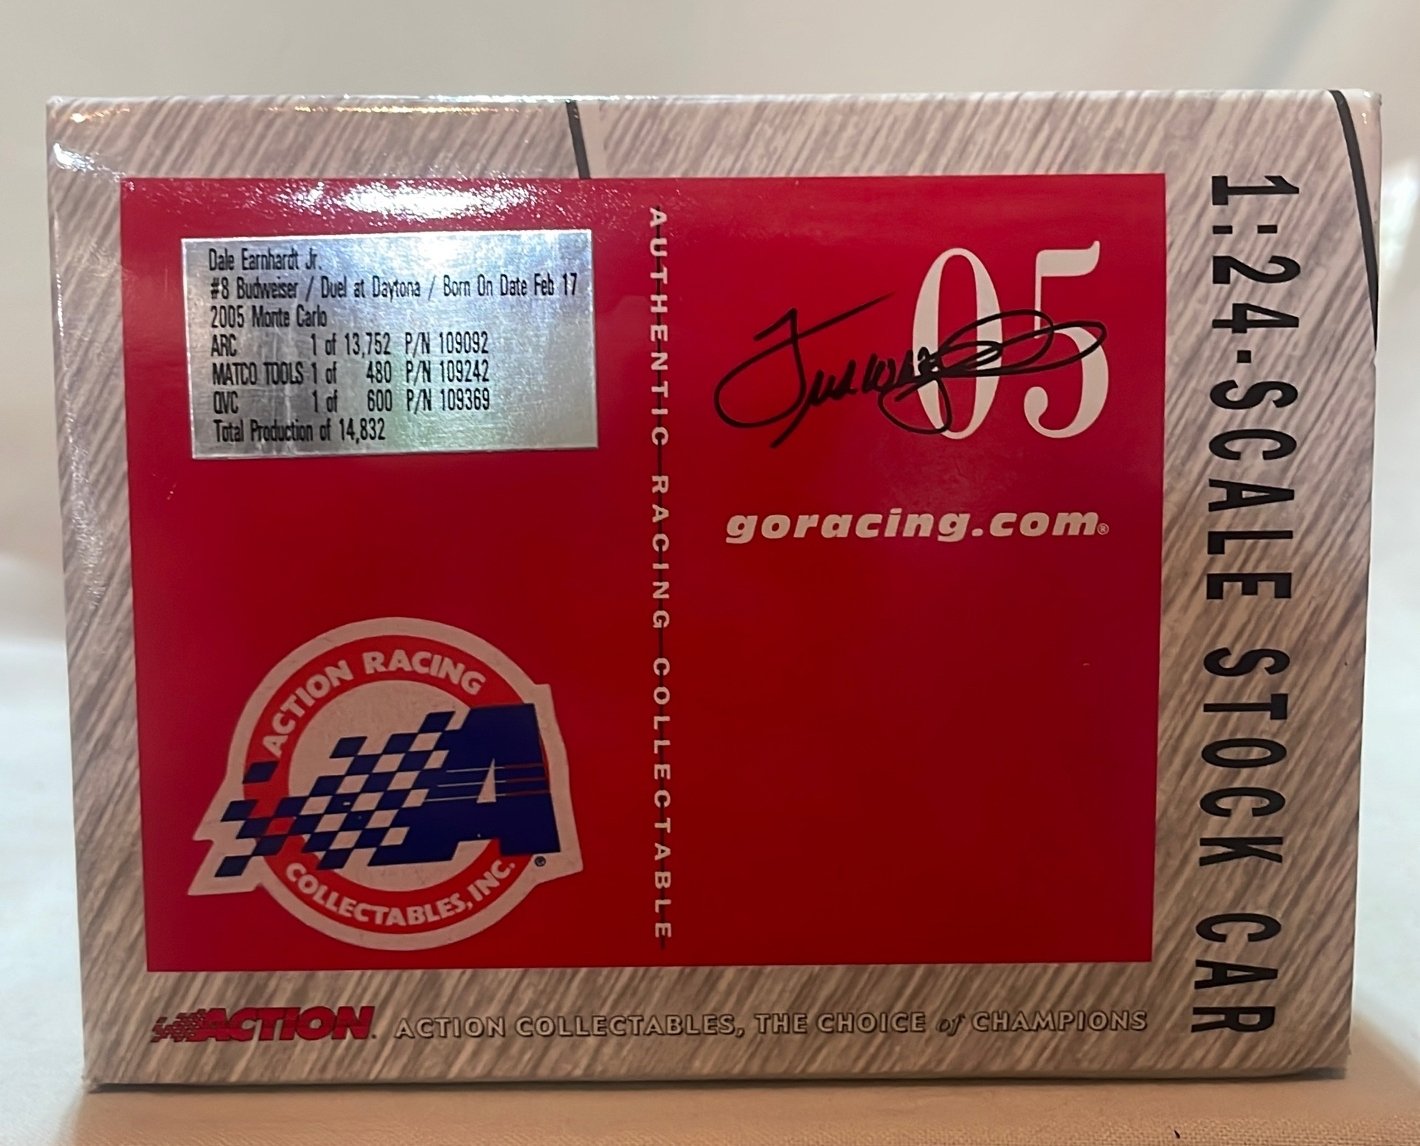 Dale Earnhardt Jr.
#8 Budweiser / Duel at Daytona / Born On Date Feb 17
2005 Monte Carlo
ARC 1 of 13,752 P/N 109092
MATCO TOOLS 1 of 480 P/N 109242
QVC 1 of 600 P/N 109369
Total Production of 14,832
AUTHENTIC RACING COLLECTABLE
05
goracing.com®
1:24-SCALE STOCK CAR
ACTION RACING
A
COLLECTABLES, INC. ®
ACTION. ACTION COLLECTABLES, THE CHOICE of CHAMPIONS